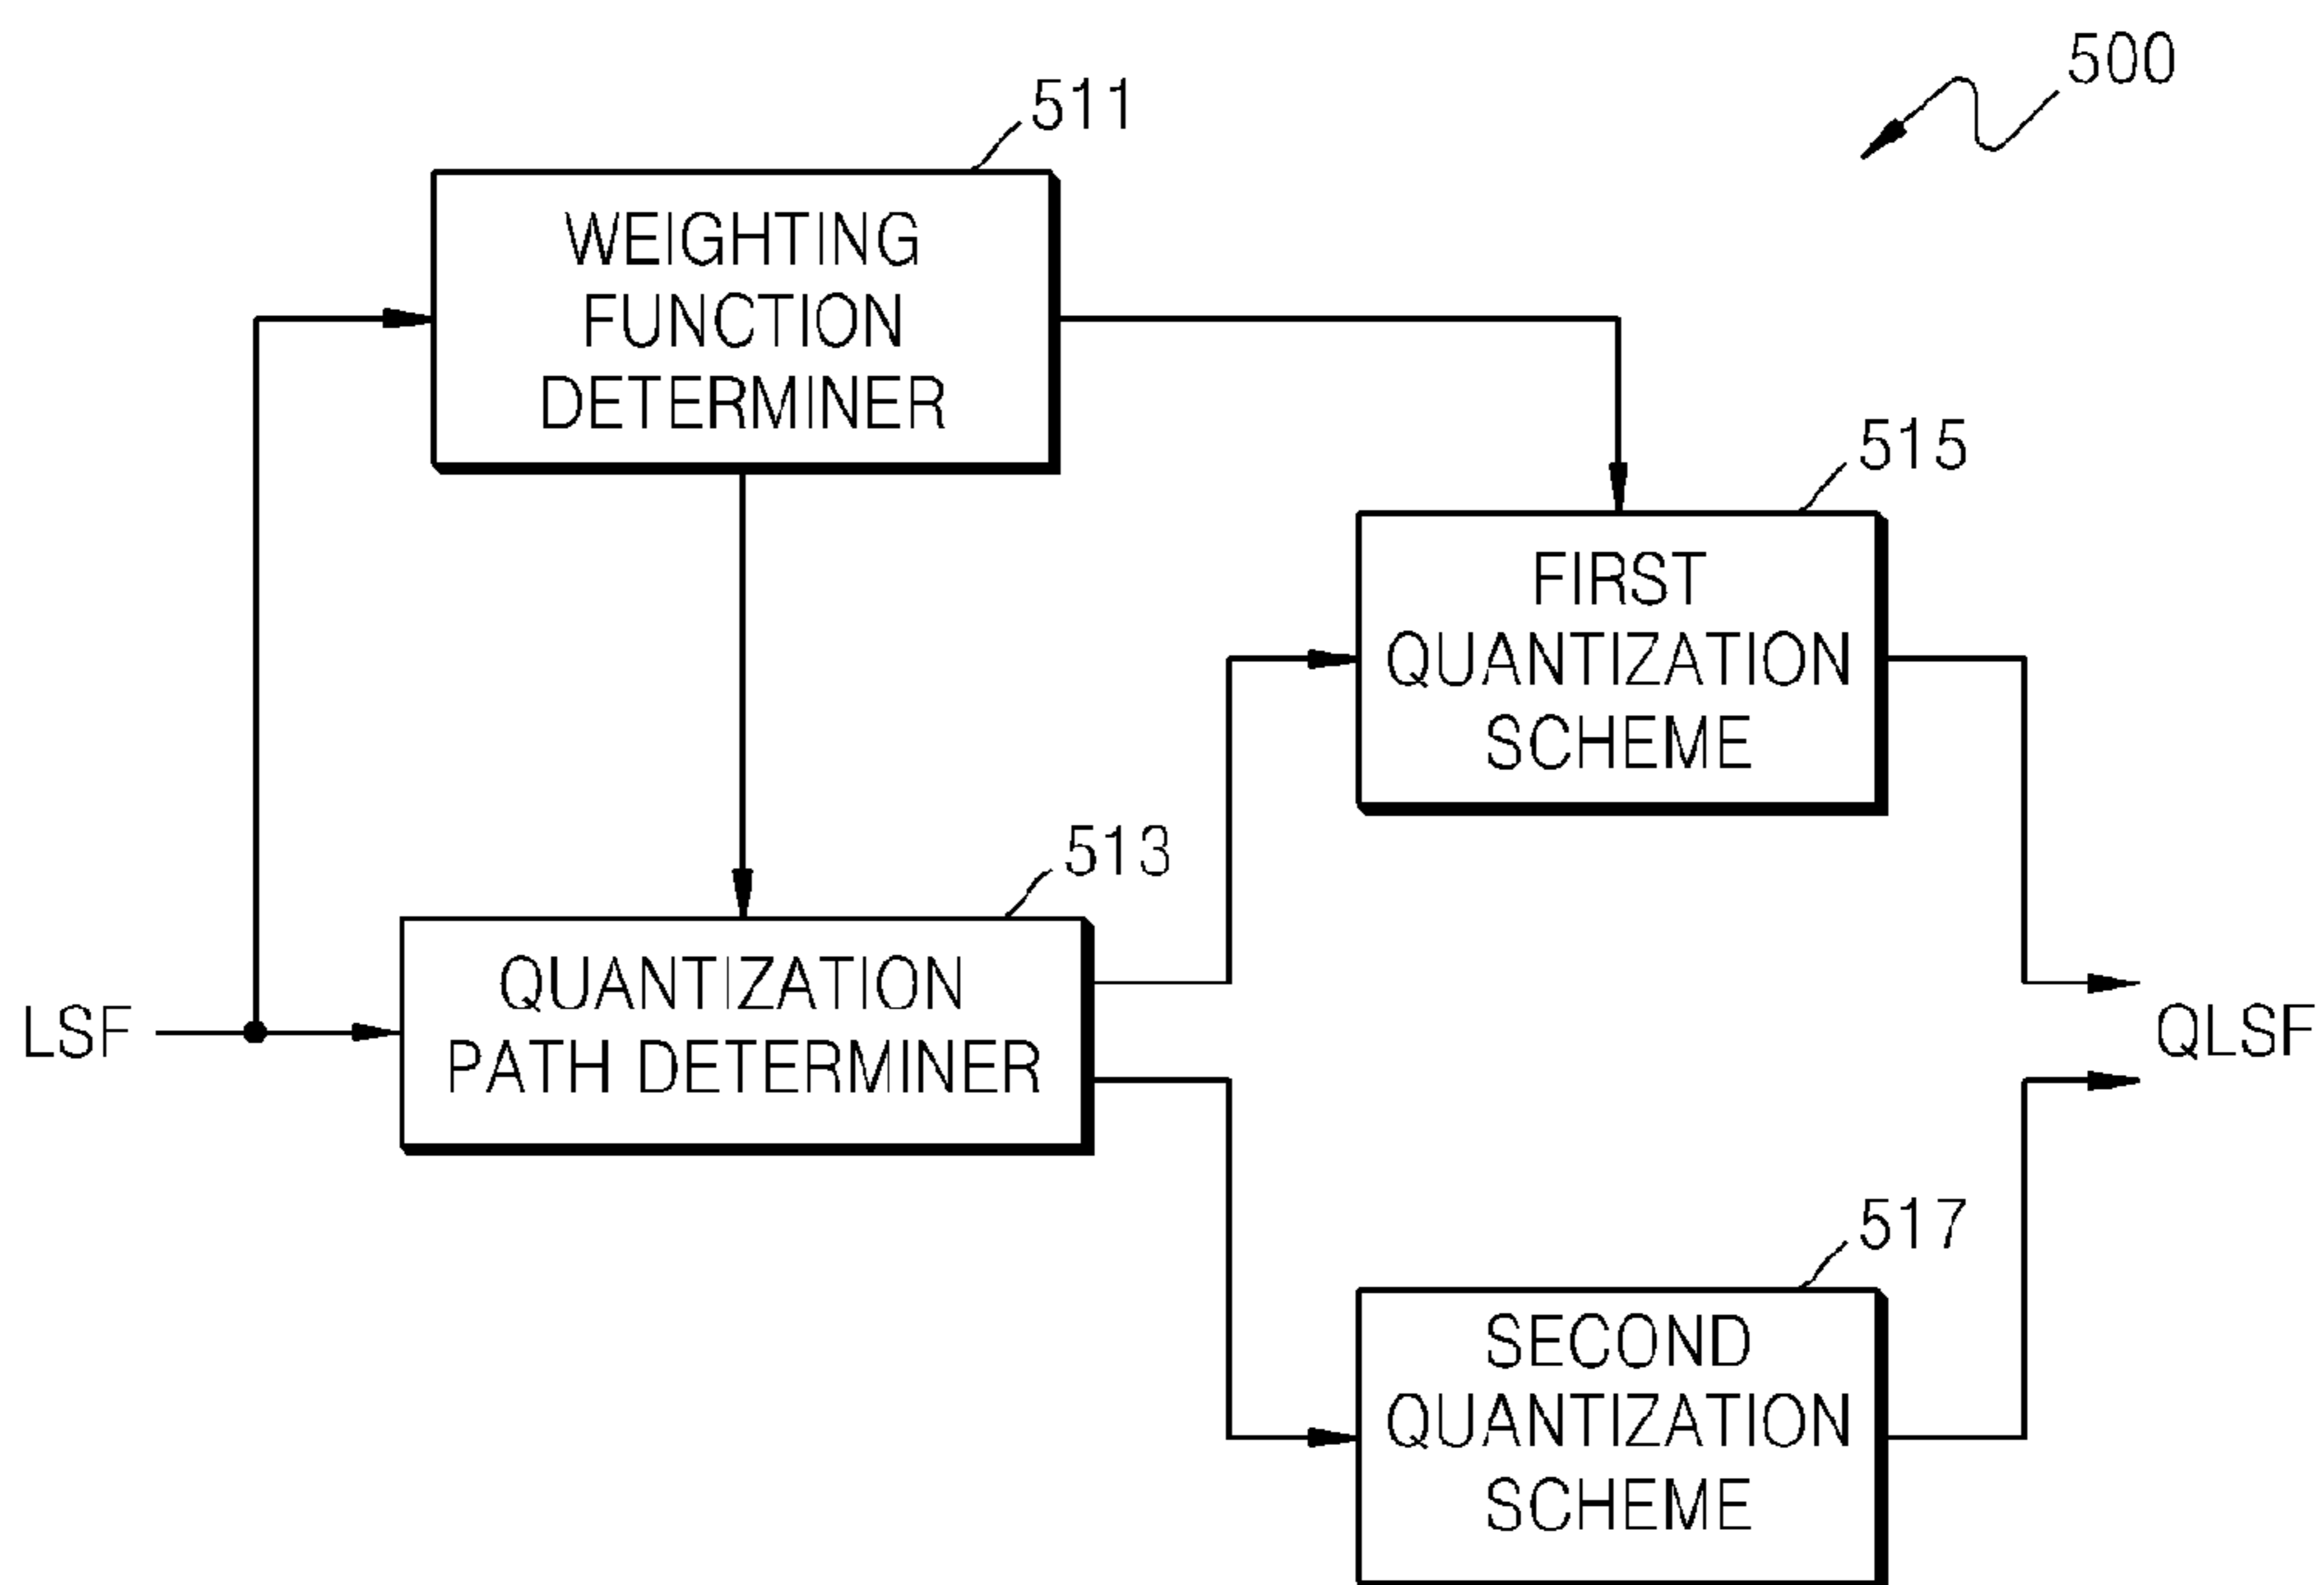 500
511
WEIGHTING
FUNCTION
DETERMINER
515
FIRST
QUANTIZATION
SCHEME
513
QUANTIZATION
PATH DETERMINER
LSF
QLSF
517
SECOND
QUANTIZATION
SCHEME